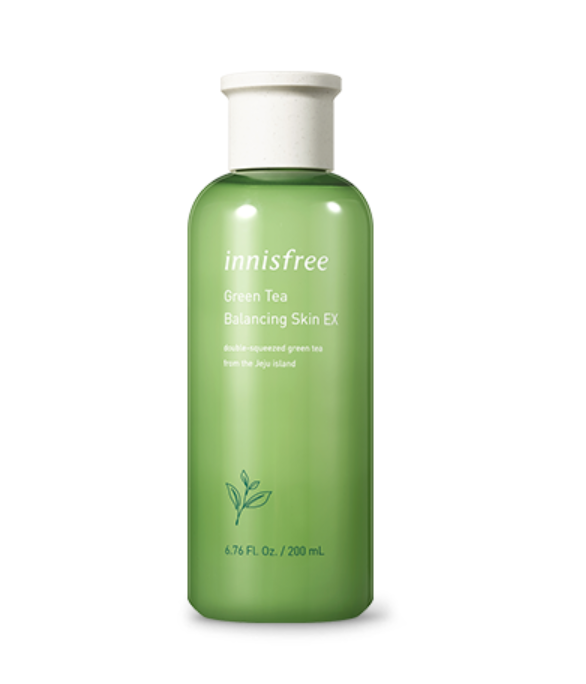 innisfree
Green Tea
Balancing Skin EX
double-squeezed green tea
from the Jeju island
6.76 Fl. Oz. / 200 mL